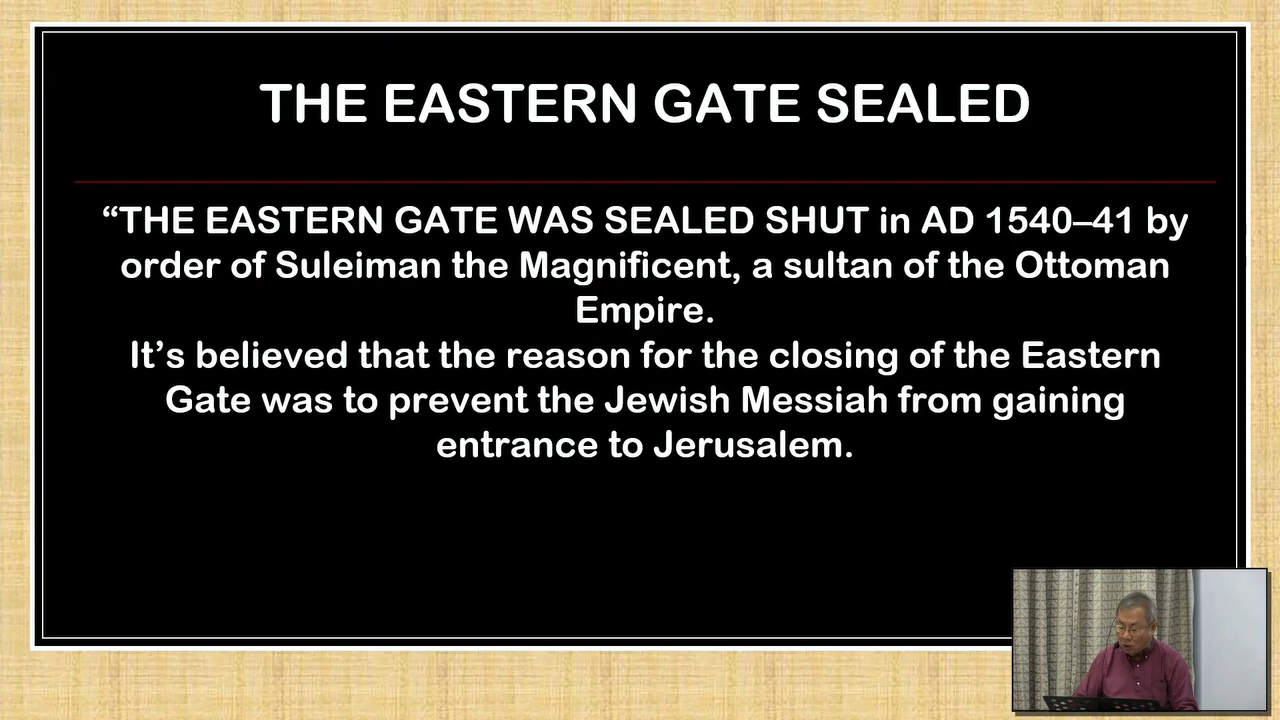 THE EASTERN GATE SEALED
“THE EASTERN GATE WAS SEALED SHUT in AD 1540–41 by
order of Suleiman the Magnificent, a sultan of the Ottoman
Empire.
It’s believed that the reason for the closing of the Eastern
Gate was to prevent the Jewish Messiah from gaining
entrance to Jerusalem.